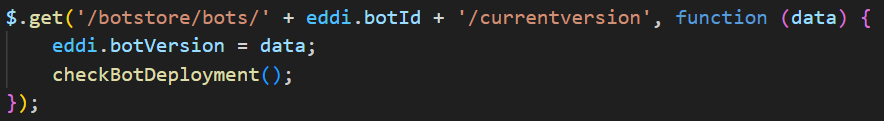 $.get('/botstore/bots/' + eddi.botId + '/currentversion', function (data) {
    eddi.botVersion = data;
    checkBotDeployment();
});